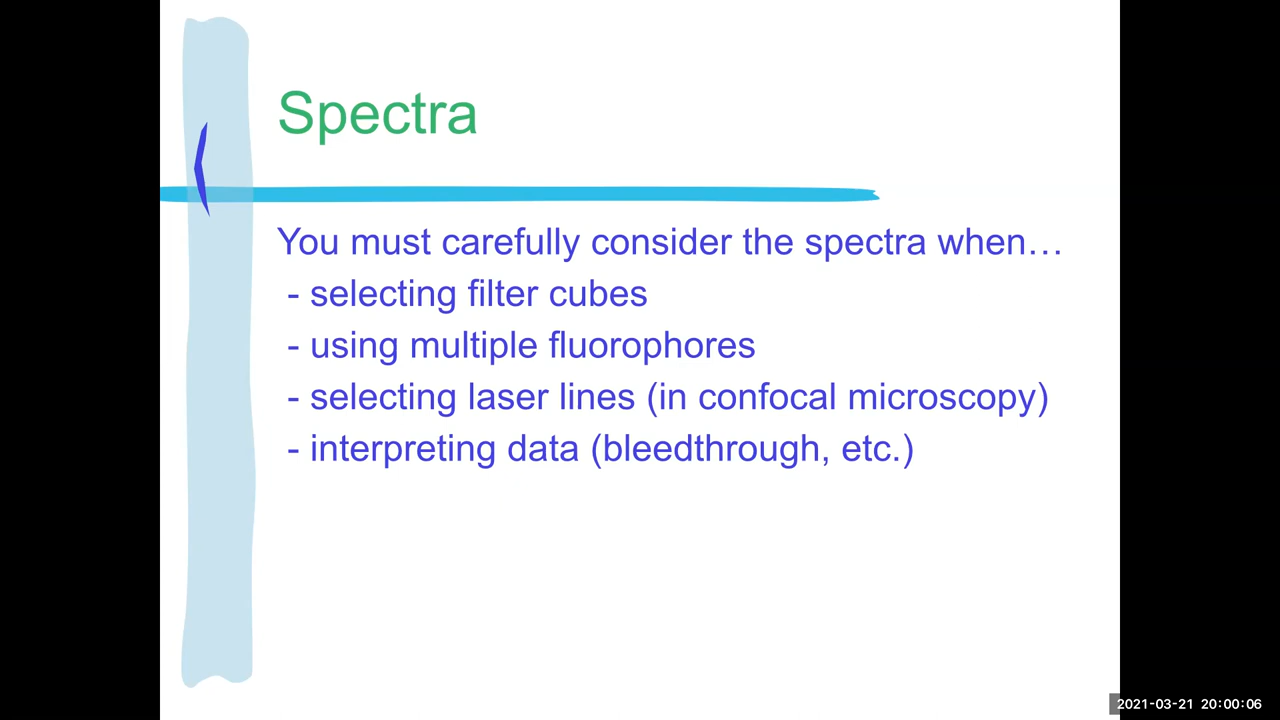 Spectra
You must carefully consider the spectra when…
- selecting filter cubes
- using multiple fluorophores
- selecting laser lines (in confocal microscopy)
- interpreting data (bleedthrough, etc.)
2021-03-21 20:00:06